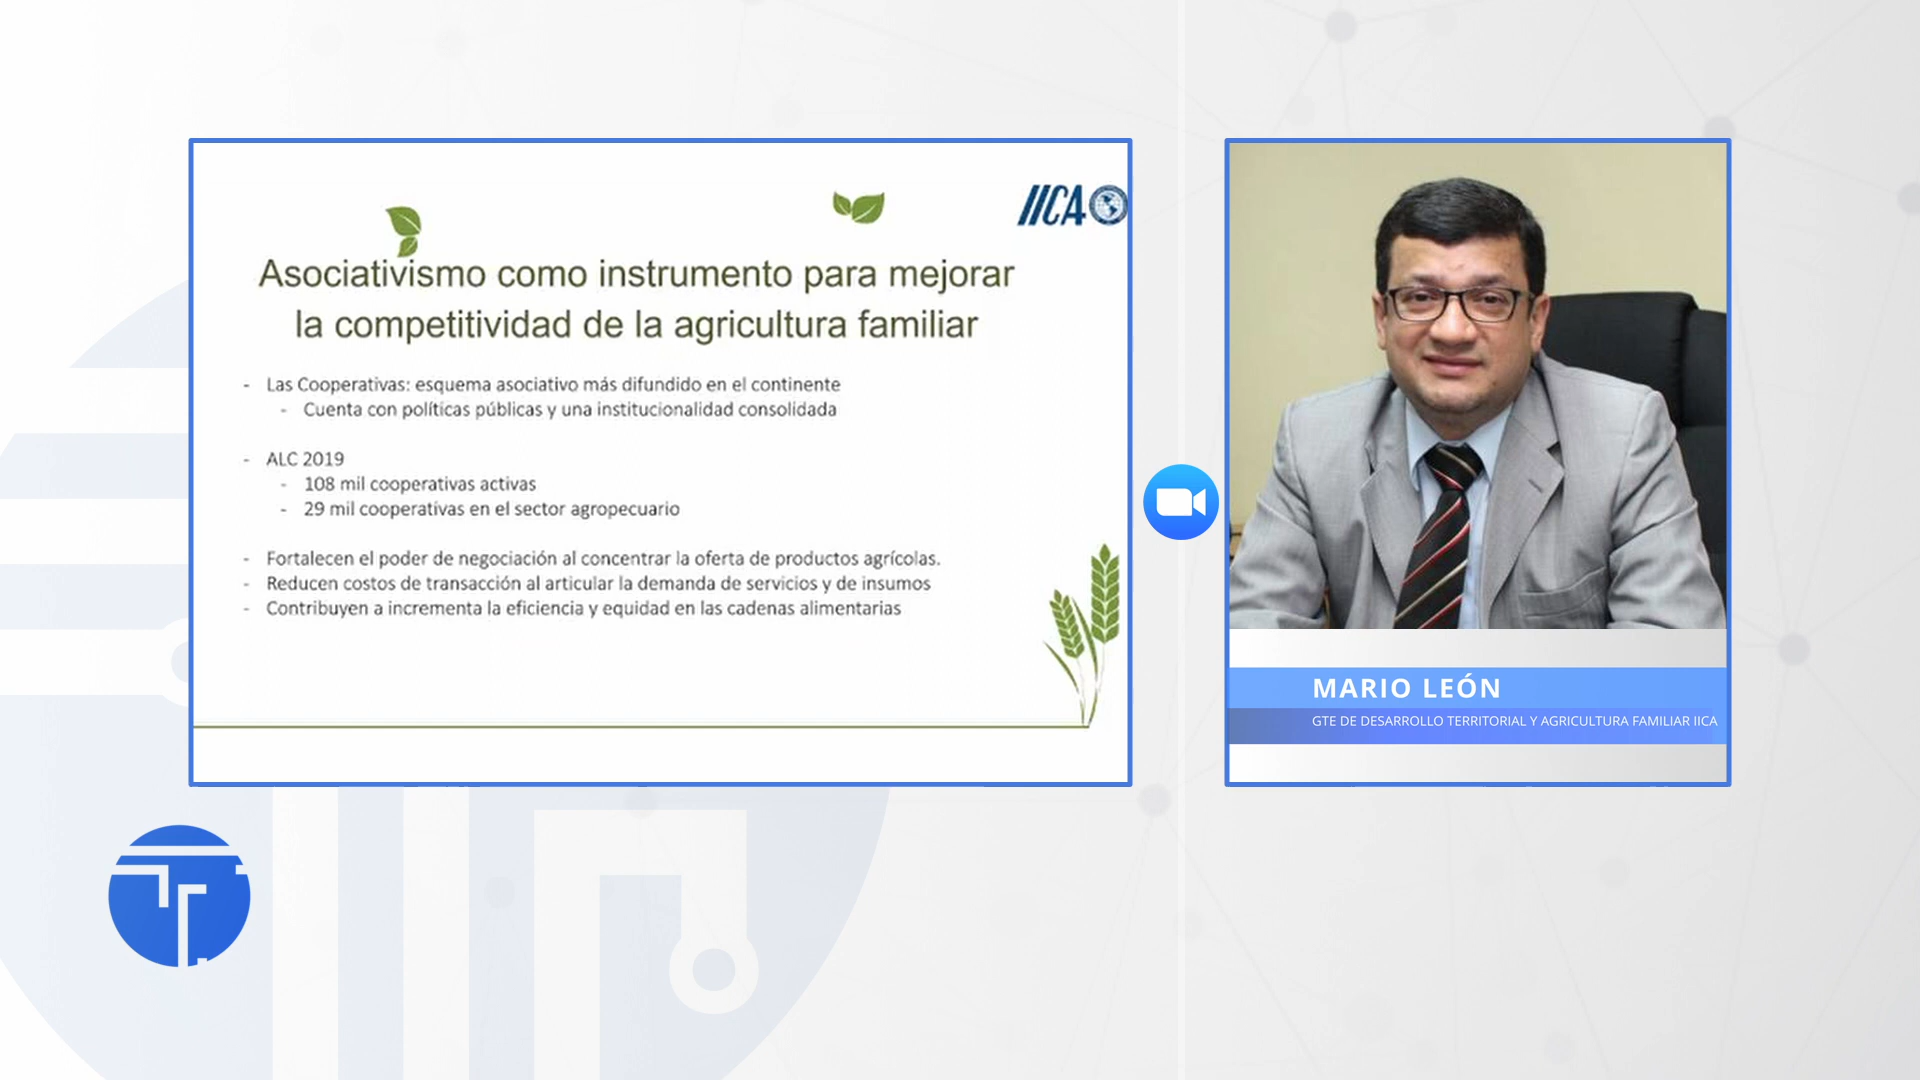 IICA
Asociativismo como instrumento para mejorar
la competitividad de la agricultura familiar
- Las Cooperativas: esquema asociativo más difundido en el continente
- Cuenta con políticas públicas y una institucionalidad consolidada
- ALC 2019
- 108 mil cooperativas activas
- 29 mil cooperativas en el sector agropecuario
- Fortalecen el poder de negociación al concentrar la oferta de productos agrícolas.
- Reducen costos de transacción al articular la demanda de servicios y de insumos
- Contribuyen a incrementa la eficiencia y equidad en las cadenas alimentarias
MARIO LEÓN
GTE DE DESARROLLO TERRITORIAL Y AGRICULTURA FAMILIAR IICA